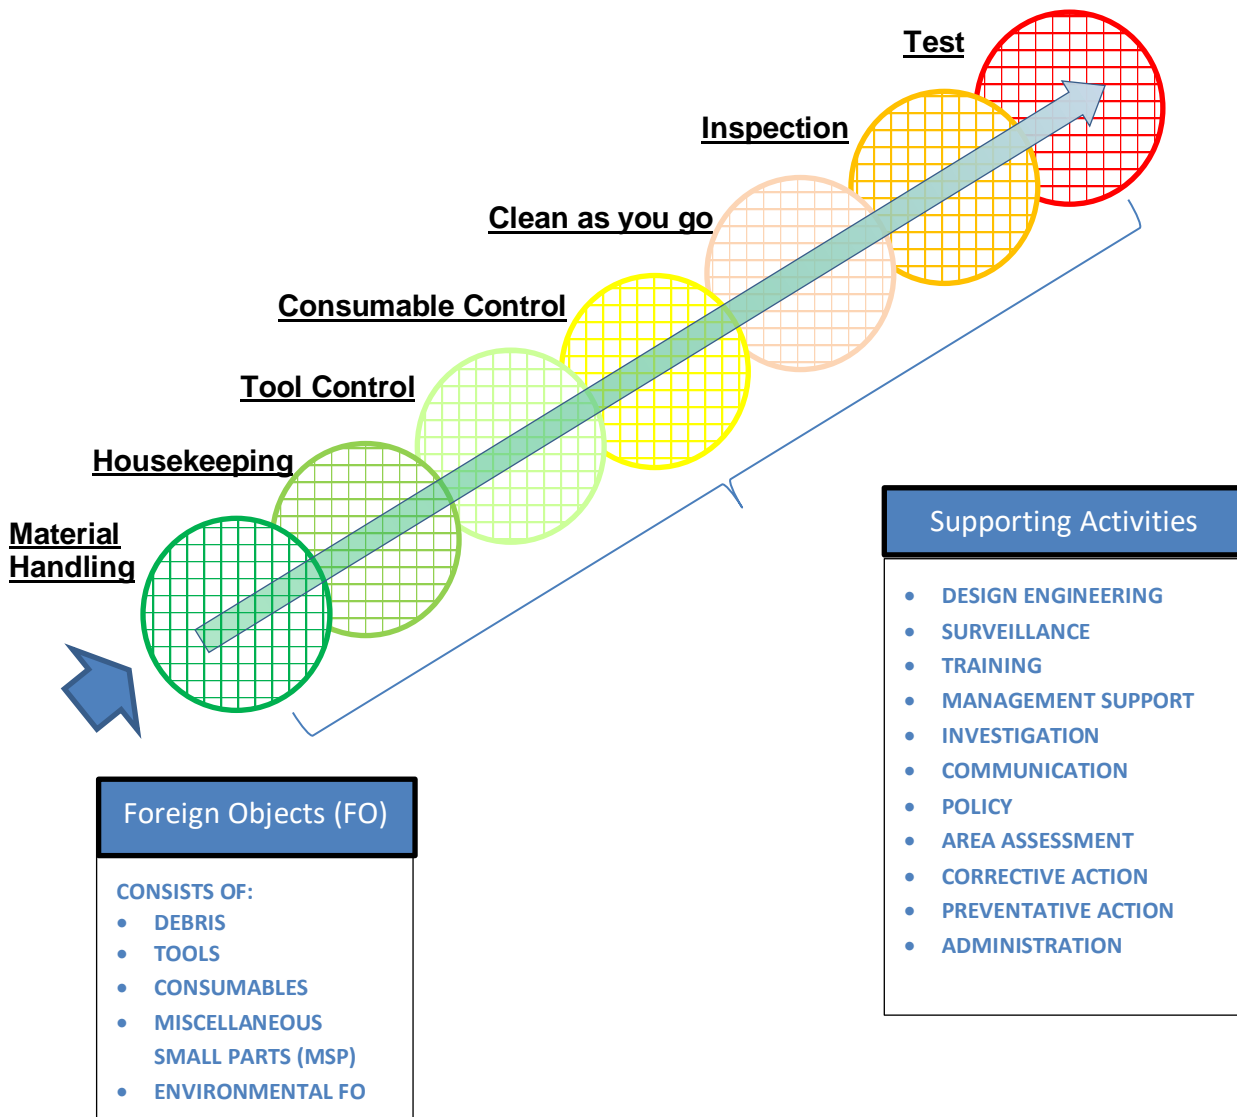 Test
Inspection
Clean as you go
Consumable Control
Tool Control
Housekeeping
Material
Handling
Foreign Objects (FO)
CONSISTS OF:
• DEBRIS
• TOOLS
• CONSUMABLES
• MISCELLANEOUS
SMALL PARTS (MSP)
• ENVIRONMENTAL FO
Supporting Activities
• DESIGN ENGINEERING
• SURVEILLANCE
• TRAINING
• MANAGEMENT SUPPORT
• INVESTIGATION
• COMMUNICATION
• POLICY
• AREA ASSESSMENT
• CORRECTIVE ACTION
• PREVENTATIVE ACTION
• ADMINISTRATION